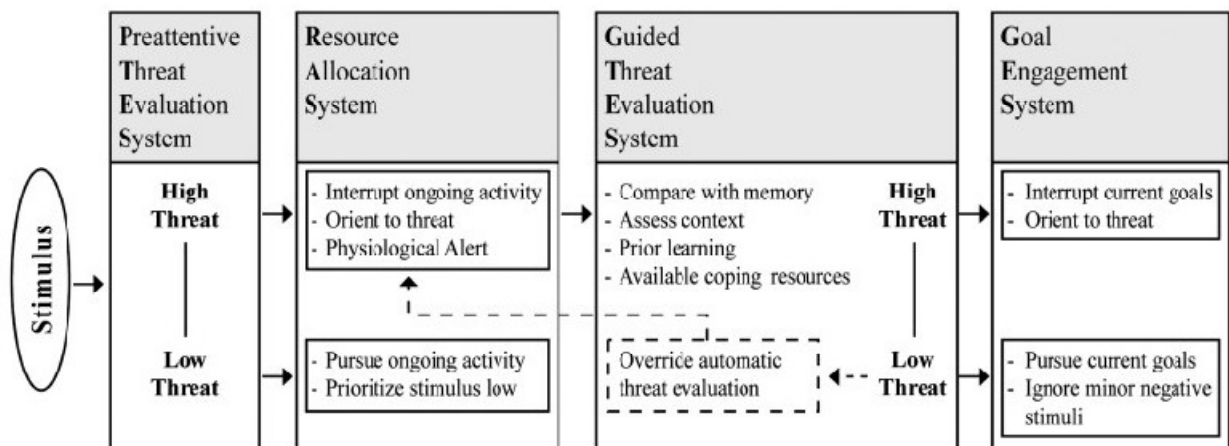 Stimulus
Preattentive
Threat
Evaluation
System
High
Threat
Low
Threat
Resource
Allocation
System
- Interrupt ongoing activity
- Orient to threat
- Physiological Alert
- Pursue ongoing activity
- Prioritize stimulus low
Guided
Threat
Evaluation
System
- Compare with memory
- Assess context
- Prior learning
- Available coping resources
High
Threat
Override automatic
threat evaluation
Low
Threat
Goal
Engagement
System
- Interrupt current goals
- Orient to threat
- Pursue current goals
- Ignore minor negative
stimuli